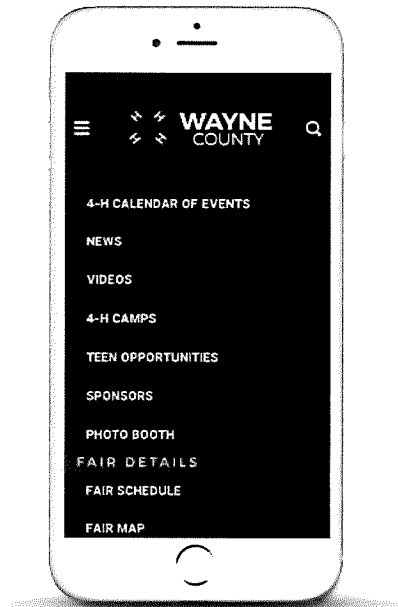 H H WAYNE
H H COUNTY
4-H CALENDAR OF EVENTS
NEWS
VIDEOS
4-H CAMPS
TEEN OPPORTUNITIES
SPONSORS
PHOTO BOOTH
FAIR DETAILS
FAIR SCHEDULE
FAIR MAP